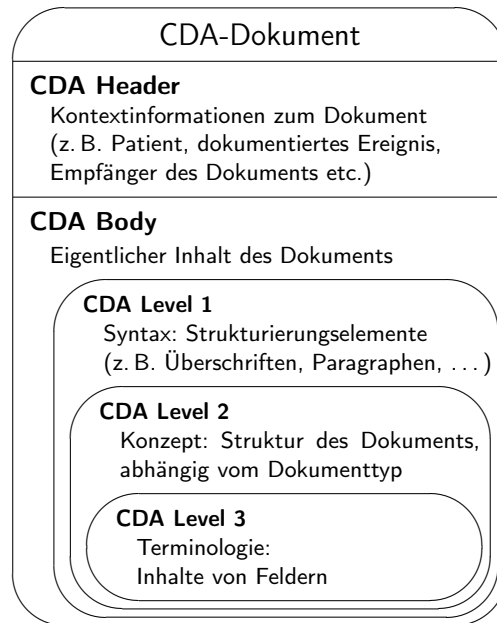 CDA-Dokument
CDA Header
Kontextinformationen zum Dokument
(z. B. Patient, dokumentiertes Ereignis,
Empfänger des Dokuments etc.)
CDA Body
Eigentlicher Inhalt des Dokuments
CDA Level 1
Syntax: Strukturierungselemente
(z. B. Überschriften, Paragraphen, . . . )
CDA Level 2
Konzept: Struktur des Dokuments,
abhängig vom Dokumenttyp
CDA Level 3
Terminologie:
Inhalte von Feldern